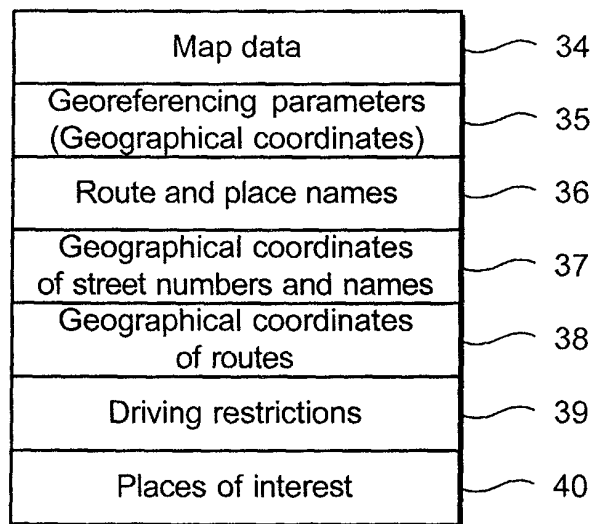 Map data 34
Georeferencing parameters
(Geographical coordinates) 35
Route and place names 36
Geographical coordinates
of street numbers and names 37
Geographical coordinates
of routes 38
Driving restrictions 39
Places of interest 40